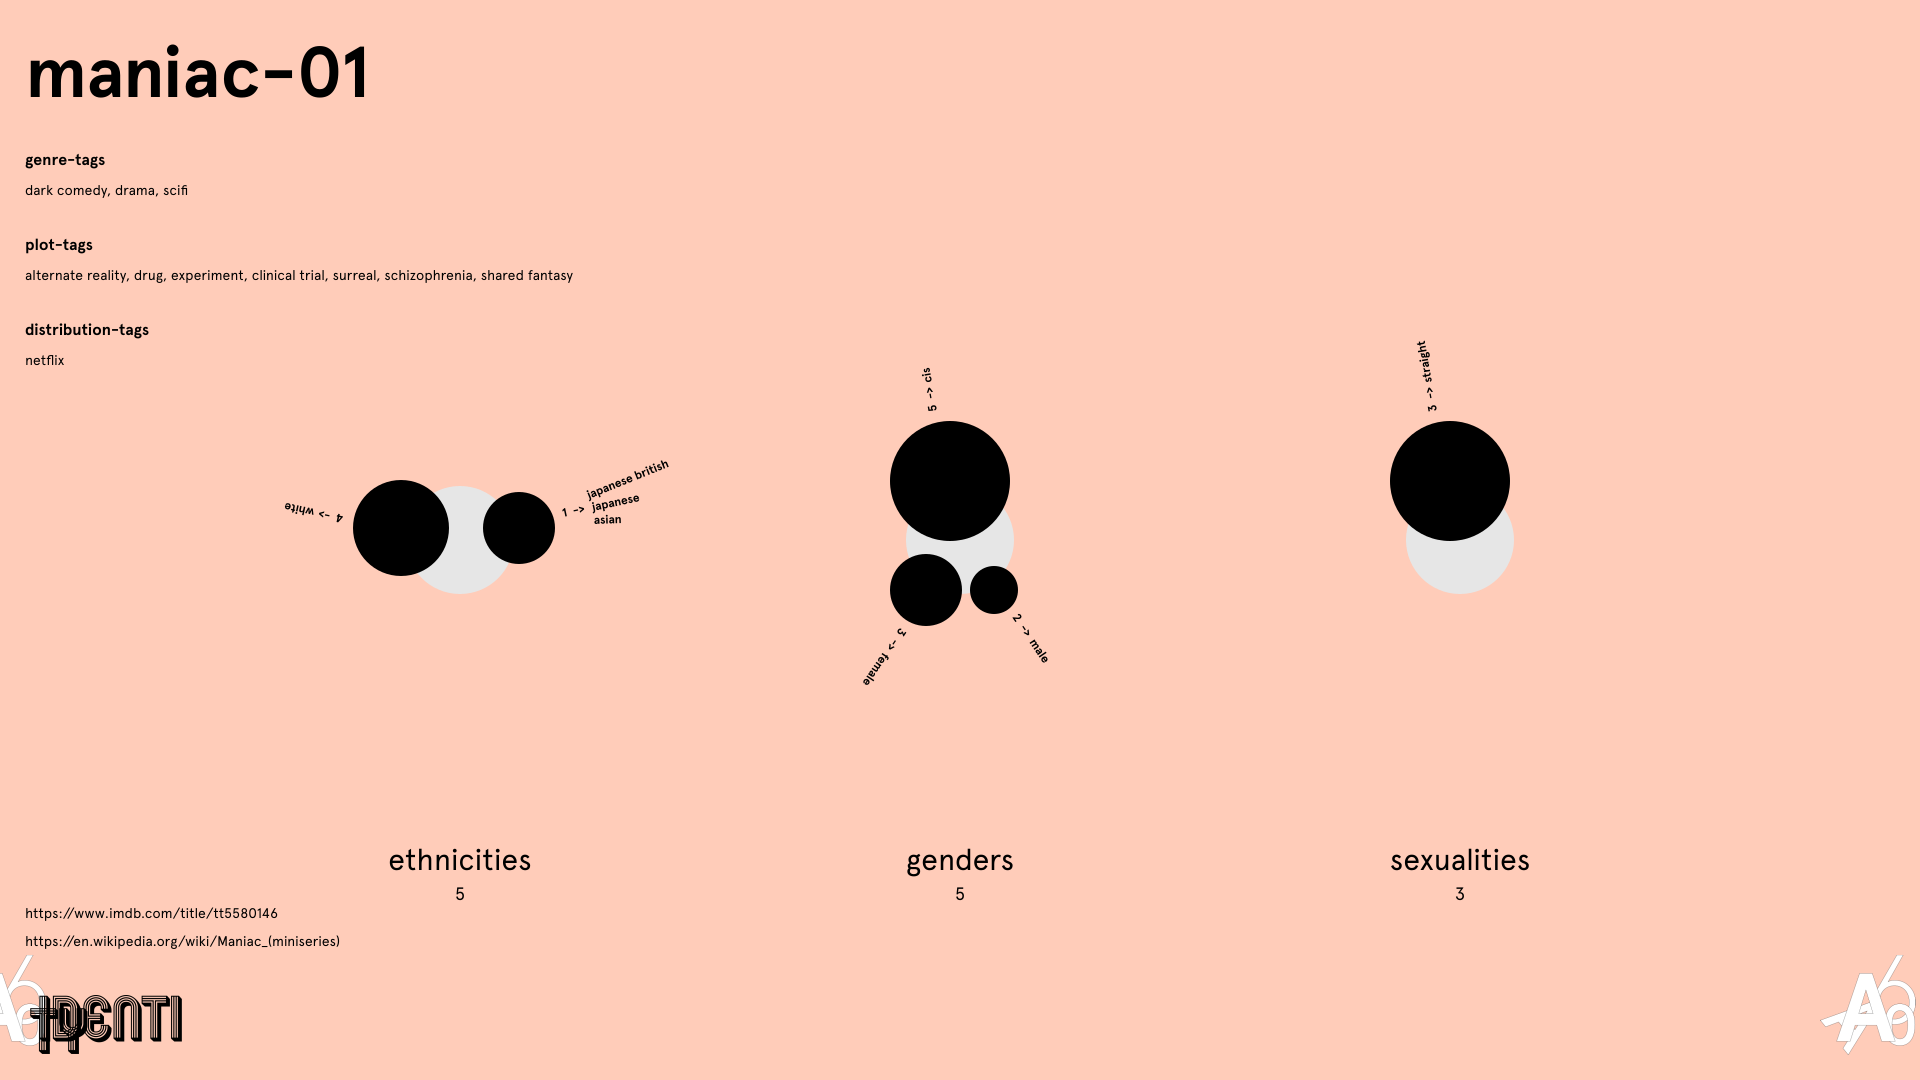 maniac-01
genre-tags
dark comedy, drama, scifi
plot-tags
alternate reality, drug, experiment, clinical trial, surreal, schizophrenia, shared fantasy
distribution-tags
netflix
4 -> white
1 -> japanese british
japanese
asian
5 -> cis
3 -> female
2 -> male
3 -> straight
ethnicities
5
genders
5
sexualities
3
https://www.imdb.com/title/tt5580146
https://en.wikipedia.org/wiki/Maniac_(miniseries)
IDENTI